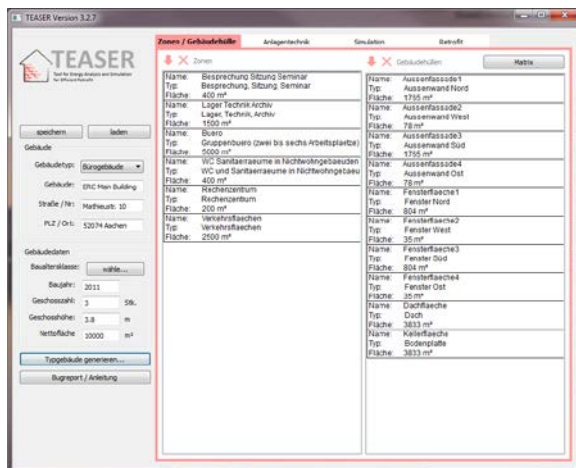 TEASER Version 3.2.7
TEASER
Tool for Energy Analysis and Simulation
for Efficient Retrofit
speichern
laden
Gebäude
Gebäudetyp: Bürogebäude
Gebäude: ERC Main Building
Straße / Nr: Mathieustr. 10
PLZ / Ort: 52074 Aachen
Gebäudedaten
Baualtersklasse: wähle...
Baujahr: 2011
Geschosszahl: 3 Stk.
Geschosshöhe: 3.8 m
Nettofläche 10000 m²
Typgebäude generieren...
Bugreport / Anleitung
Zonen / Gebäudehülle
Anlagentechnik
Simulation
Retrofit
Zonen
Name: Besprechung Sitzung Seminar
Typ: Besprechung, Sitzung, Seminar
Fläche: 400 m²
Name: Lager Technik Archiv
Typ: Lager, Technik, Archiv
Fläche: 1500 m²
Name: Buero
Typ: Gruppenbuero (zwei bis sechs Arbeitsplaetze)
Fläche: 5000 m²
Name: WC Sanitaerraeume in Nichtwohngebaeuden
Typ: WC und Sanitaerraeume in Nichtwohngebaeu
Fläche: 400 m²
Name: Rechenzentrum
Typ: Rechenzentrum
Fläche: 200 m²
Name: Verkehrsflaechen
Typ: Verkehrsflaechen
Fläche: 2500 m²
Gebäudehüllen
Matrix
Name: Aussenfassade1
Typ: Aussenwand Nord
Fläche: 1755 m²
Name: Aussenfassade2
Typ: Aussenwand West
Fläche: 78 m²
Name: Aussenfassade3
Typ: Aussenwand Süd
Fläche: 1755 m²
Name: Aussenfassade4
Typ: Aussenwand Ost
Fläche: 78 m²
Name: Fensterflaeche1
Typ: Fenster Nord
Fläche: 804 m²
Name: Fensterflaeche2
Typ: Fenster West
Fläche: 35 m²
Name: Fensterflaeche3
Typ: Fenster Süd
Fläche: 804 m²
Name: Fensterflaeche4
Typ: Fenster Ost
Fläche: 35 m²
Name: Dachflaeche
Typ: Dach
Fläche: 3833 m²
Name: Kellerflaeche
Typ: Bodenplatte
Fläche: 3833 m²